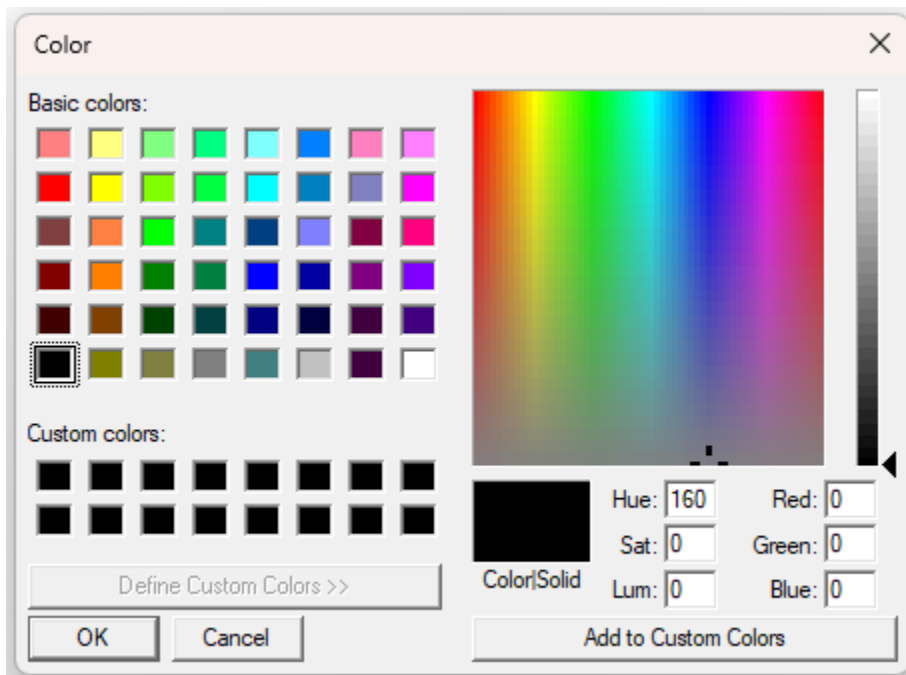 Color
Basic colors:
Custom colors:
Define Custom Colors >>
OK
Cancel
Color|Solid
Hue: 160
Sat: 0
Lum: 0
Red: 0
Green: 0
Blue: 0
Add to Custom Colors